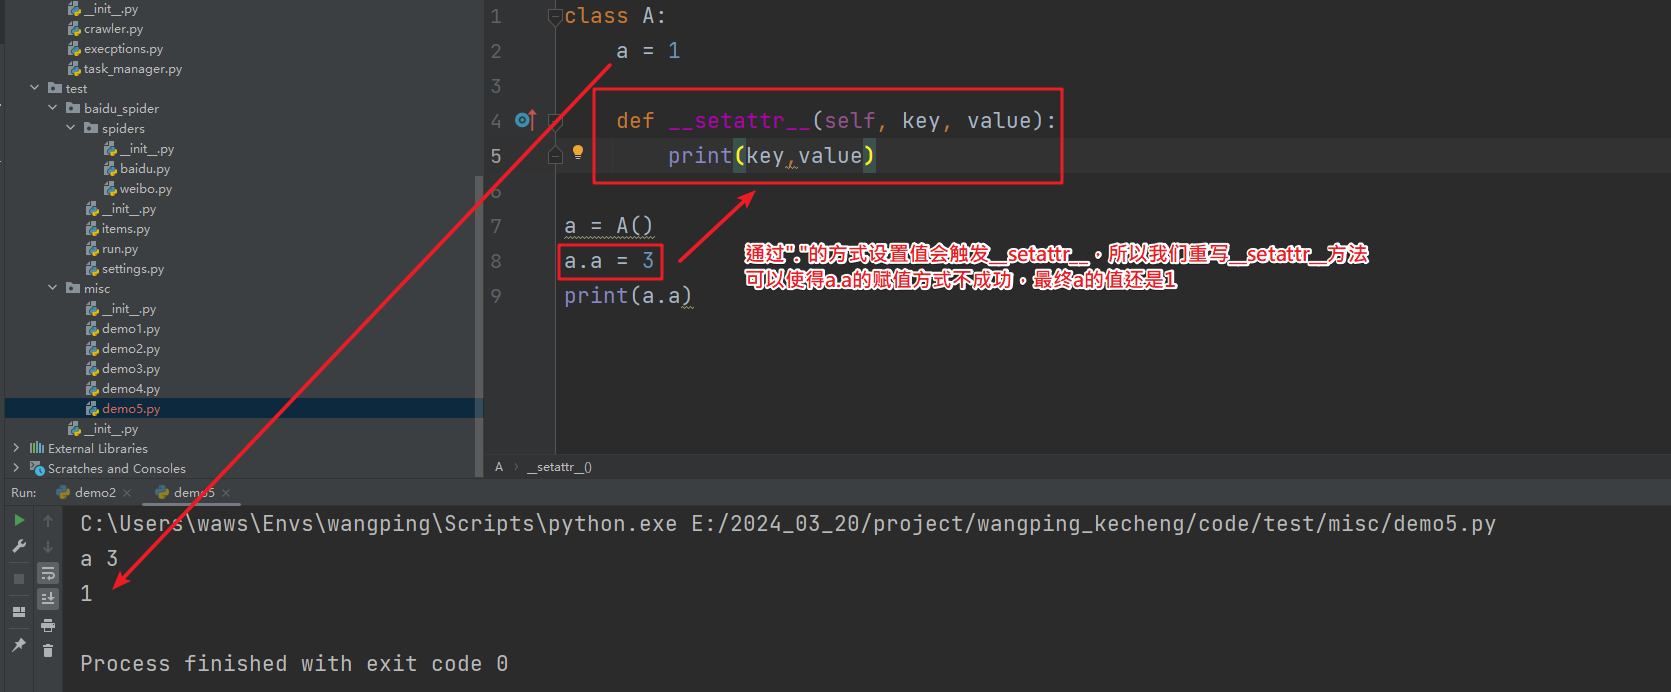 __init__.py
crawler.py
execptions.py
task_manager.py
test
baidu_spider
spiders
__init__.py
baidu.py
weibo.py
__init__.py
items.py
run.py
settings.py
misc
__init__.py
demo1.py
demo2.py
demo3.py
demo4.py
demo5.py
__init__.py
External Libraries
Scratches and Consoles
1 class A:
2 a = 1
3
4 def __setattr__(self, key, value):
5 print(key,value)
6
7 a = A()
8 a.a = 3
9 print(a.a)
通过"."的方式设置值会触发__setattr__，所以我们重写__setattr__方法
可以使得a.a的赋值方式不成功，最终a的值还是1
A › __setattr__()
Run: demo2 × demo5 ×
C:\Users\waws\Envs\wangping\Scripts\python.exe E:/2024_03_20/project/wangping_kecheng/code/test/misc/demo5.py
a 3
1
Process finished with exit code 0